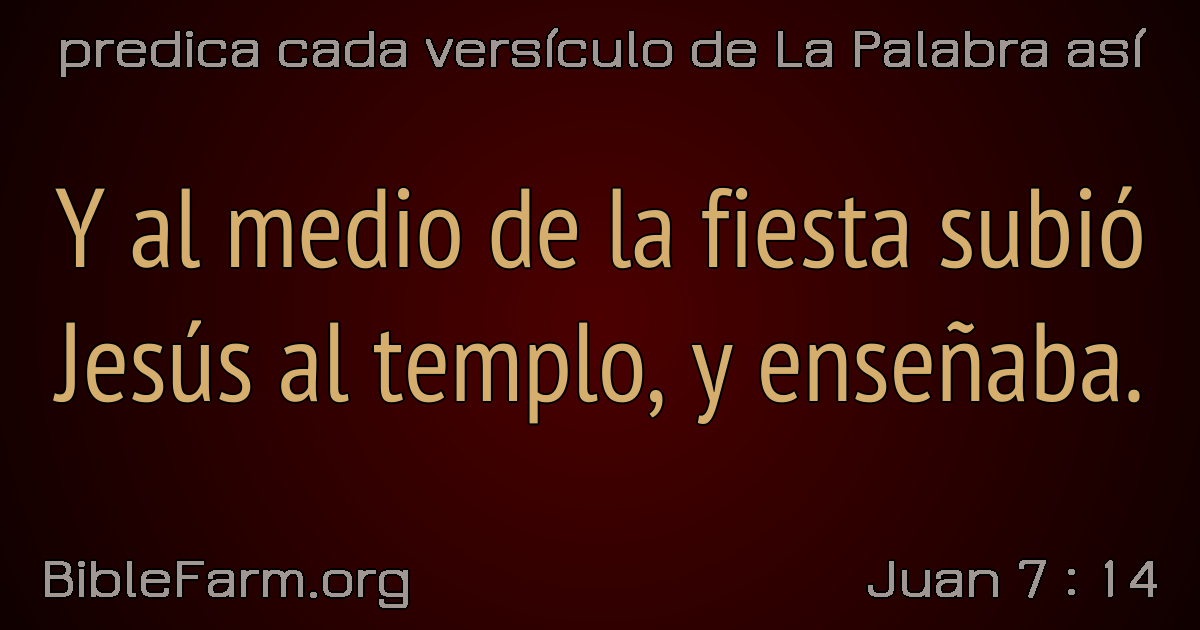 predica cada versículo de La Palabra así
Y al medio de la fiesta subió
Jesús al templo, y enseñaba.
BibleFarm.org
Juan 7 : 14